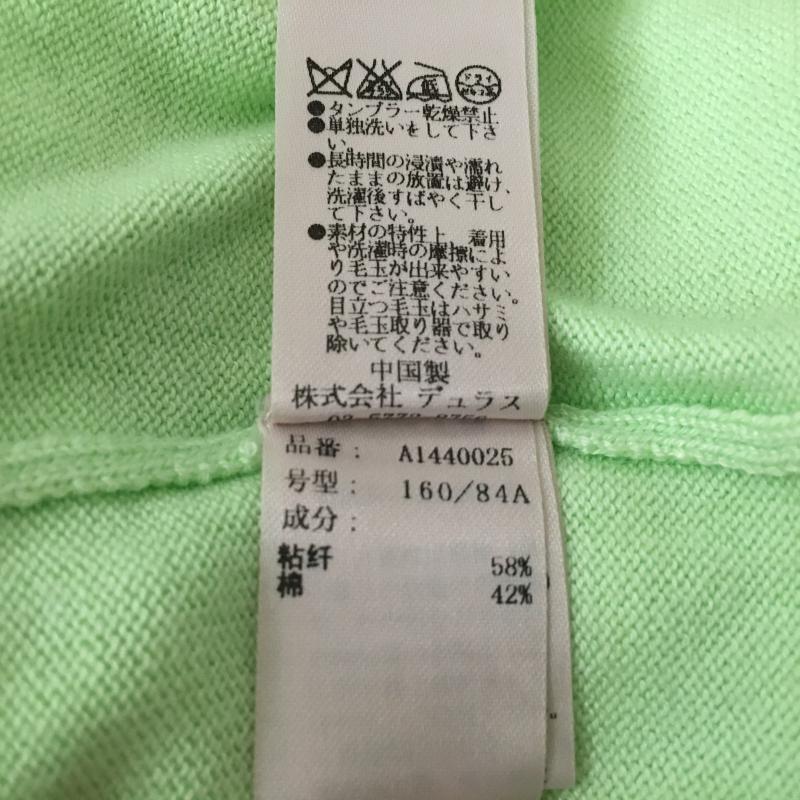 ●タンブラー乾燥禁止
●単独洗いをして下さ
い。
●長時間の浸漬や濡れ
たままの放置は避け、
洗濯後すばやく干し
て下さい。
●素材の特性上、着用
や洗濯時の摩擦によ
り毛玉が出来やすい
のでご注意ください。
目立つ毛玉はハサミ
や毛玉取り器で取り
除いてください。
中国製
株式会社 デュラス
品番： A1440025
号型： 160/84A
成分：
粘纤 58%
棉 42%